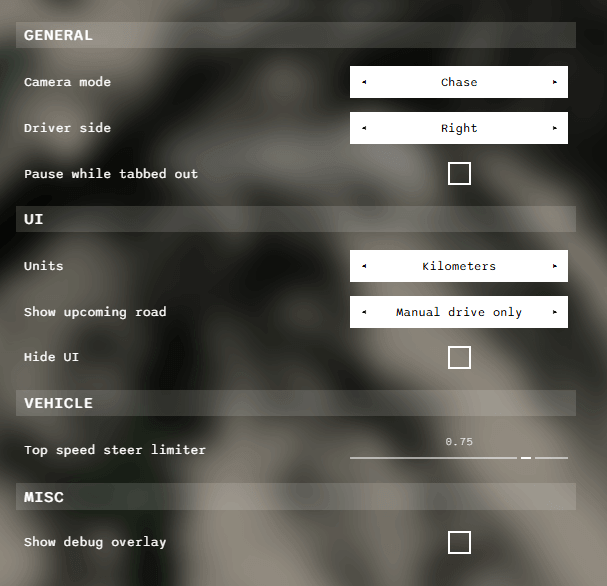 GENERAL
Camera mode ◂ Chase ▸
Driver side ◂ Right ▸
Pause while tabbed out
UI
Units ◂ Kilometers ▸
Show upcoming road ◂ Manual drive only ▸
Hide UI
VEHICLE
Top speed steer limiter 0.75
MISC
Show debug overlay